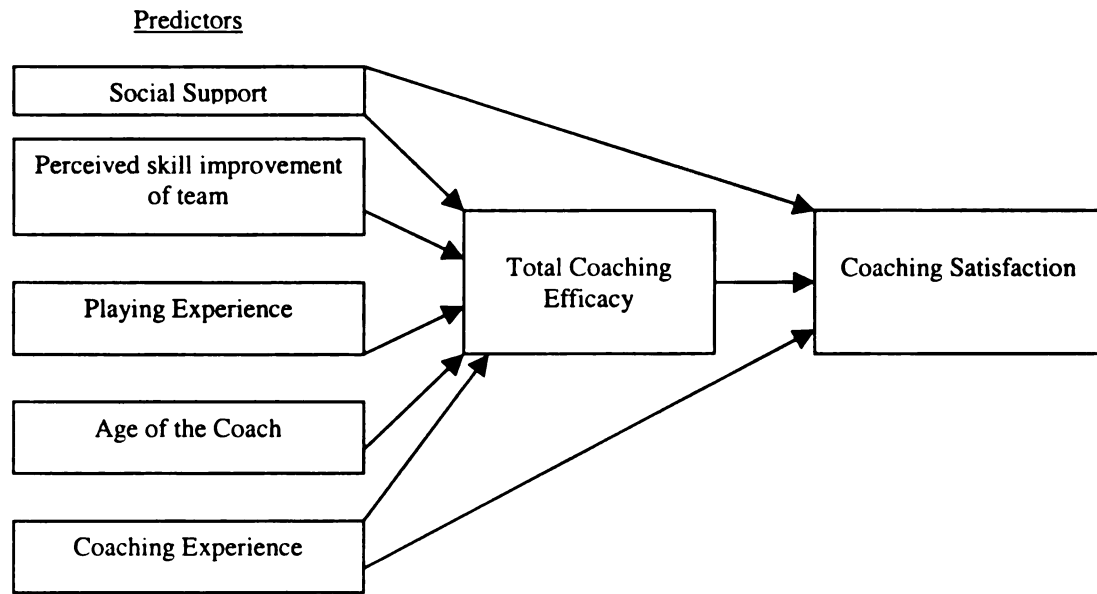 Predictors
Social Support
Perceived skill improvement
of team
Playing Experience
Age of the Coach
Coaching Experience
Total Coaching
Efficacy
Coaching Satisfaction